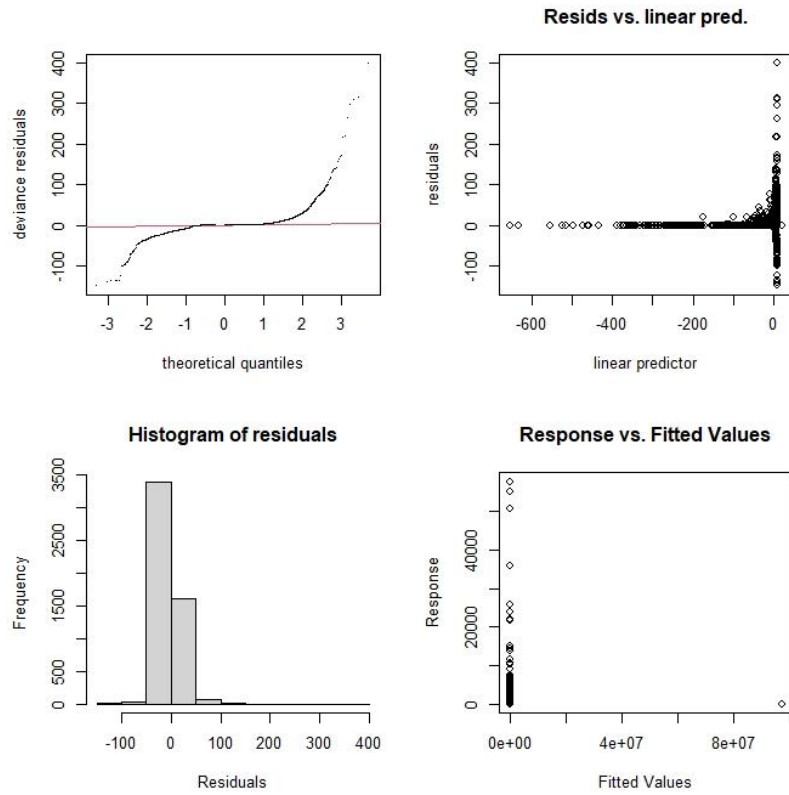 deviance residuals
400
300
200
100
0
-100
-3 -2 -1 0 1 2 3
theoretical quantiles
Resids vs. linear pred.
residuals
400
300
200
100
0
-100
-600 -400 -200 0
linear predictor
Histogram of residuals
Frequency
3500
2500
1500
500
0
-100 0 100 200 300 400
Residuals
Response vs. Fitted Values
Response
40000
20000
0
0e+00 4e+07 8e+07
Fitted Values